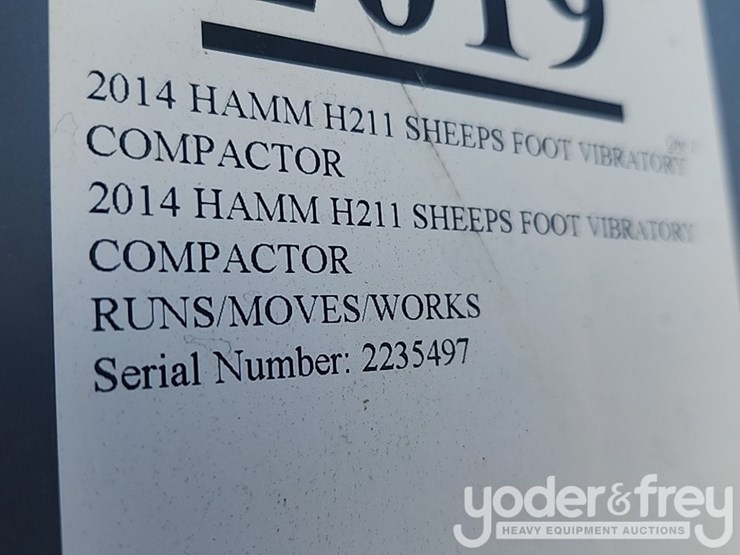 2019
2014 HAMM H211 SHEEPS FOOT VIBRATORY
COMPACTOR
2014 HAMM H211 SHEEPS FOOT VIBRATORY
COMPACTOR
RUNS/MOVES/WORKS
Serial Number: 2235497
yoder&frey
HEAVY EQUIPMENT AUCTIONS